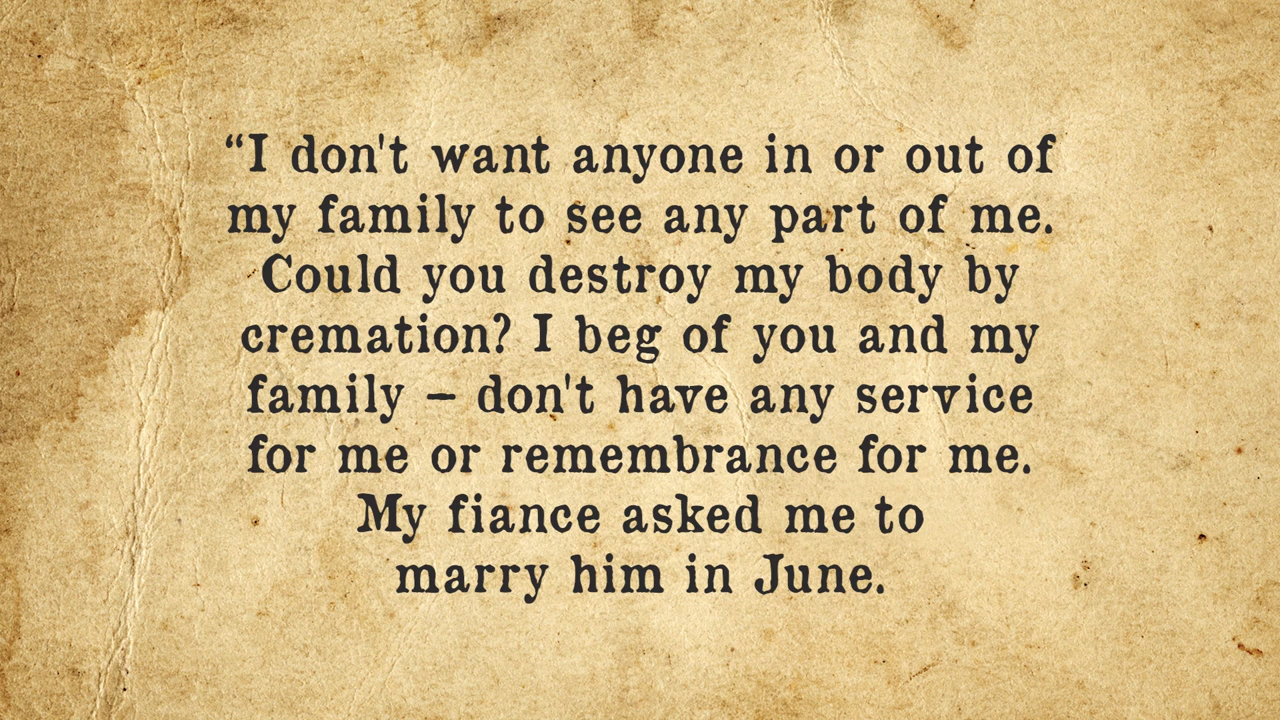 “I don't want anyone in or out of
my family to see any part of me.
Could you destroy my body by
cremation? I beg of you and my
family – don't have any service
for me or remembrance for me.
My fiance asked me to
marry him in June.